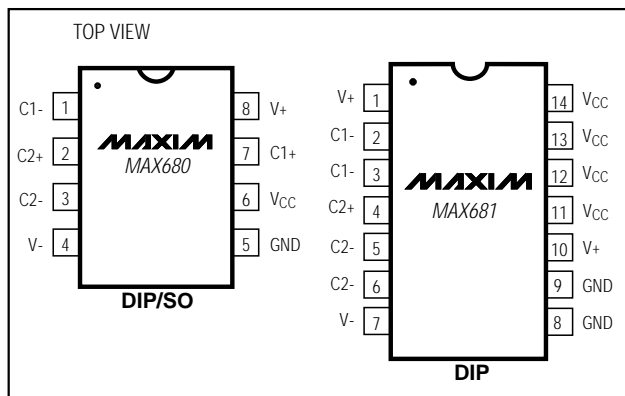 TOP VIEW
C1- 1
C2+ 2
C2- 3
V- 4
MAXIM
MAX680
8 V+
7 C1+
6 VCC
5 GND
DIP/SO
V+ 1
C1- 2
C1- 3
C2+ 4
C2- 5
C2- 6
V- 7
MAXIM
MAX681
14 VCC
13 VCC
12 VCC
11 VCC
10 V+
9 GND
8 GND
DIP